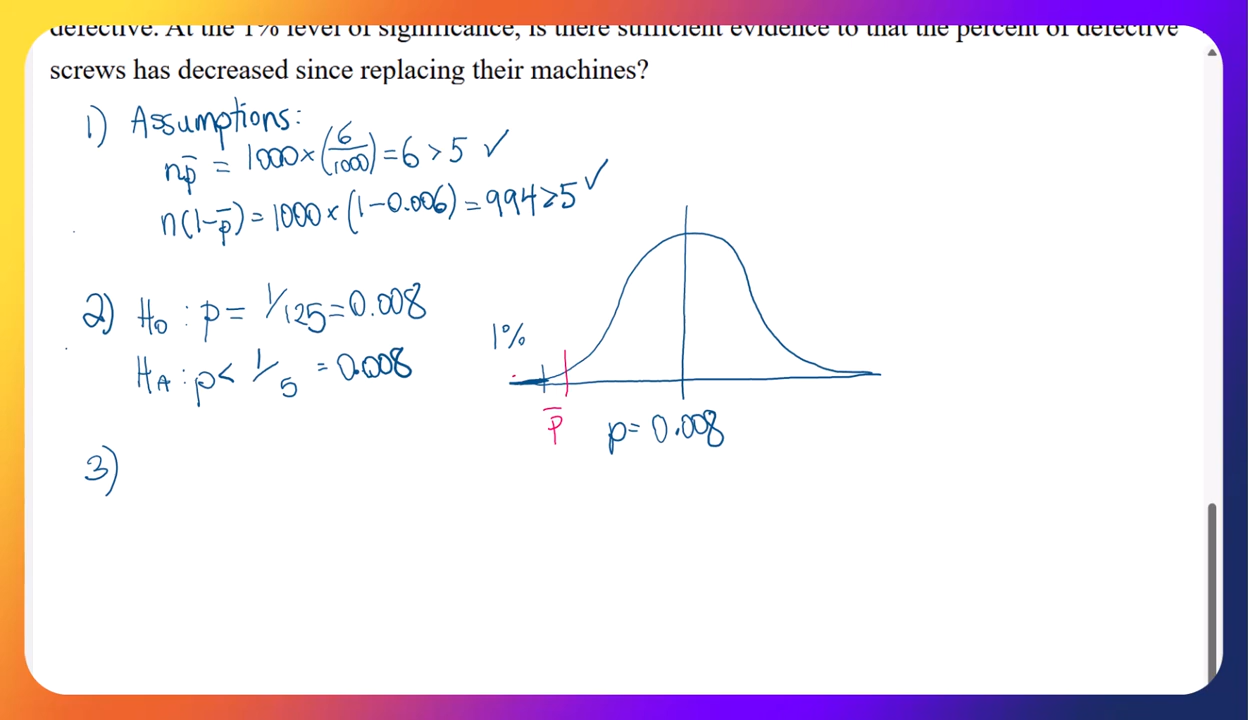 defective. At the 1% level of significance, is there sufficient evidence to that the percent of defective
screws has decreased since replacing their machines?
1) Assumptions:
np̄ = 1000 × (6/1000) = 6 > 5 ✓
n(1-p̄) = 1000 × (1-0.006) = 994 ≥ 5 ✓
2) H0 : p = 1/125 = 0.008
HA : p < 1/5 = 0.008
1%
p̄
p = 0.008
3)